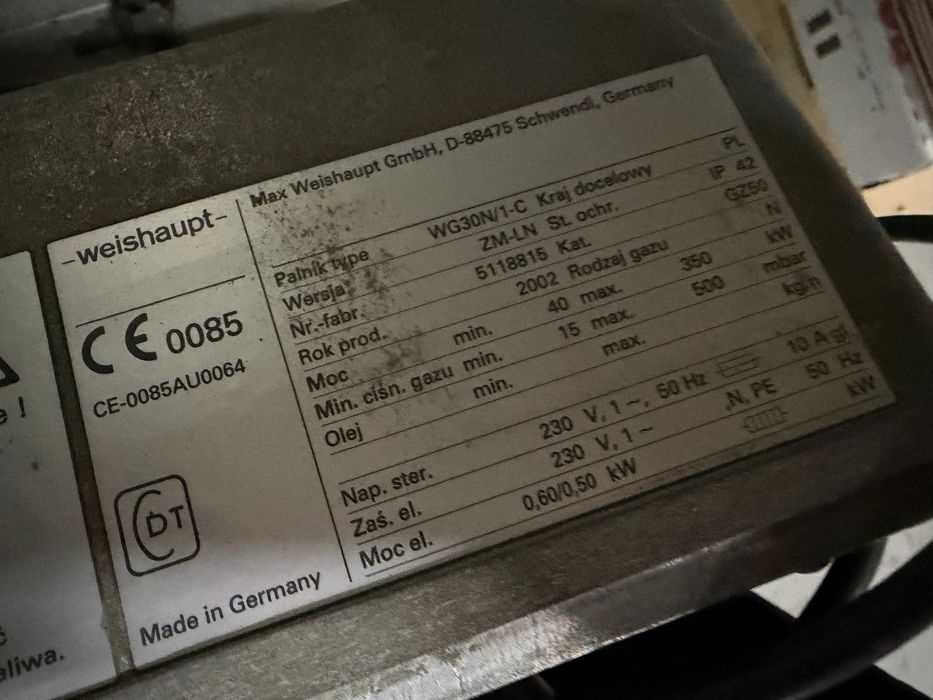 Max Weishaupt GmbH, D-88475 Schwendi, Germany
-weishaupt-
CE 0085
CE-0085AU0064
DT
Made in Germany
Palnik type WG30N/1-C Kraj docelowy PL
Wersja ZM-LN St. ochr. IP 42
Nr.-fabr. 5118815 Kat. GZ50
Rok prod. 2002 Rodzaj gazu N
Moc min. 40 max. 350 kW
Min. ciśn. gazu min. 15 max. 500 mbar
Olej min. max. kg/h
Nap. ster. 230 V, 1 ~, 50 Hz 10 A gl
Zaś. el. 230 V, 1 ~ ,N, PE 50 Hz
Moc el. 0,60/0,50 kW kW
e !
aliwa.